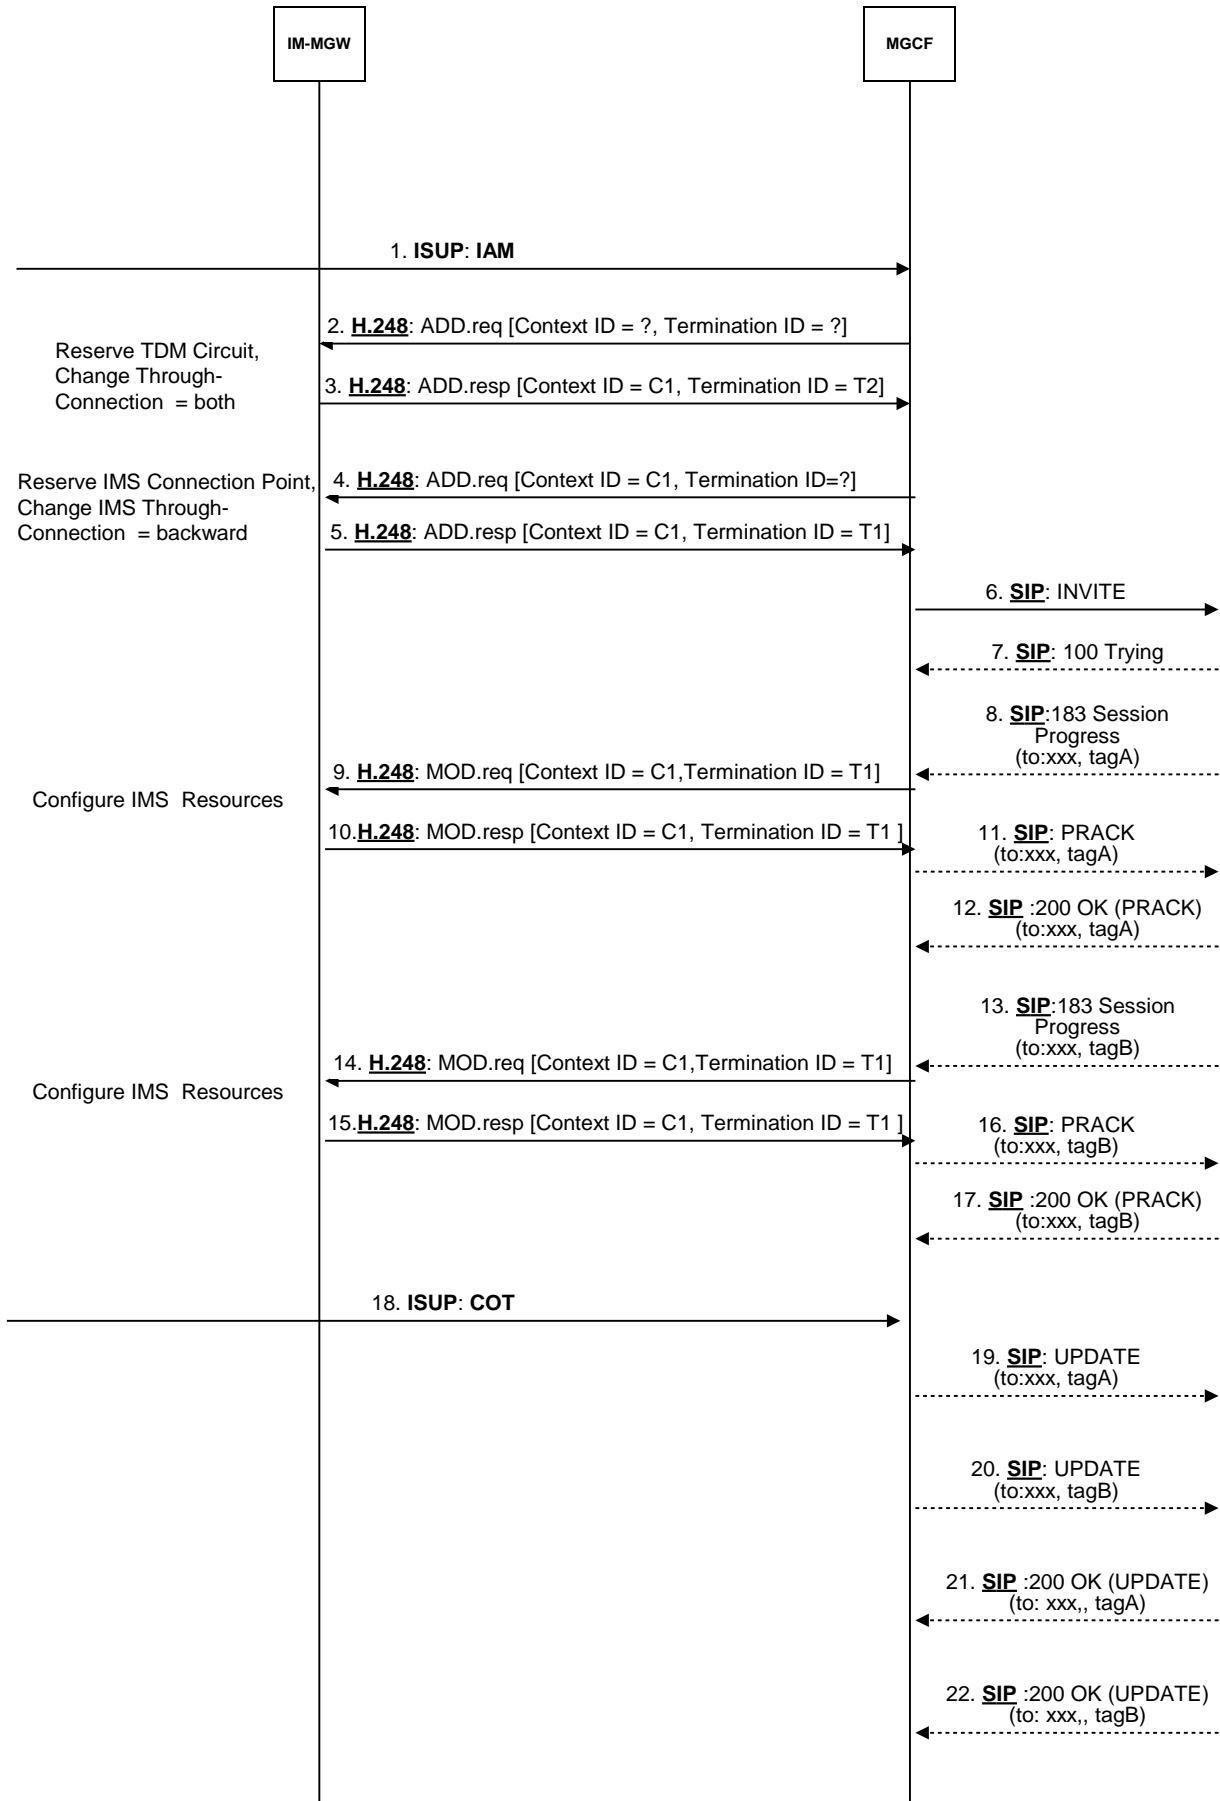 IM-MGW
MGCF
1. ISUP: IAM
2. H.248: ADD.req [Context ID = ?, Termination ID = ?]
Reserve TDM Circuit,
Change Through-
Connection = both
3. H.248: ADD.resp [Context ID = C1, Termination ID = T2]
Reserve IMS Connection Point,
Change IMS Through-
Connection = backward
4. H.248: ADD.req [Context ID = C1, Termination ID=?]
5. H.248: ADD.resp [Context ID = C1, Termination ID = T1]
6. SIP: INVITE
7. SIP: 100 Trying
8. SIP:183 Session
Progress
(to:xxx, tagA)
9. H.248: MOD.req [Context ID = C1,Termination ID = T1]
Configure IMS Resources
10.H.248: MOD.resp [Context ID = C1, Termination ID = T1 ]
11. SIP: PRACK
(to:xxx, tagA)
12. SIP :200 OK (PRACK)
(to:xxx, tagA)
13. SIP:183 Session
Progress
(to:xxx, tagB)
14. H.248: MOD.req [Context ID = C1,Termination ID = T1]
Configure IMS Resources
15.H.248: MOD.resp [Context ID = C1, Termination ID = T1 ]
16. SIP: PRACK
(to:xxx, tagB)
17. SIP :200 OK (PRACK)
(to:xxx, tagB)
18. ISUP: COT
19. SIP: UPDATE
(to:xxx, tagA)
20. SIP: UPDATE
(to:xxx, tagB)
21. SIP :200 OK (UPDATE)
(to: xxx,, tagA)
22. SIP :200 OK (UPDATE)
(to: xxx,, tagB)